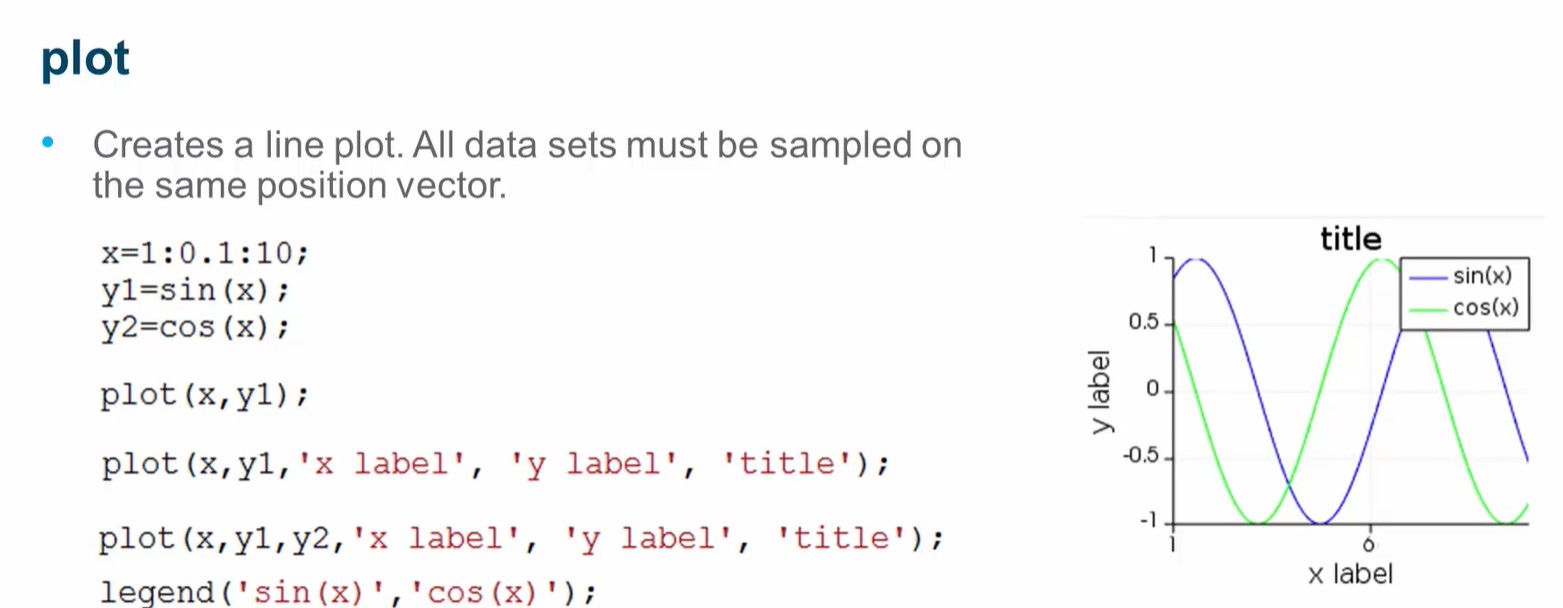 plot
• Creates a line plot. All data sets must be sampled on
the same position vector.
x=1:0.1:10;
y1=sin(x);
y2=cos(x);
plot(x,y1);
plot(x,y1,'x label', 'y label', 'title');
plot(x,y1,y2,'x label', 'y label', 'title');
legend('sin(x)','cos(x)');
title
sin(x)
cos(x)
1
0.5
0
-0.5
-1
y label
1
6
x label